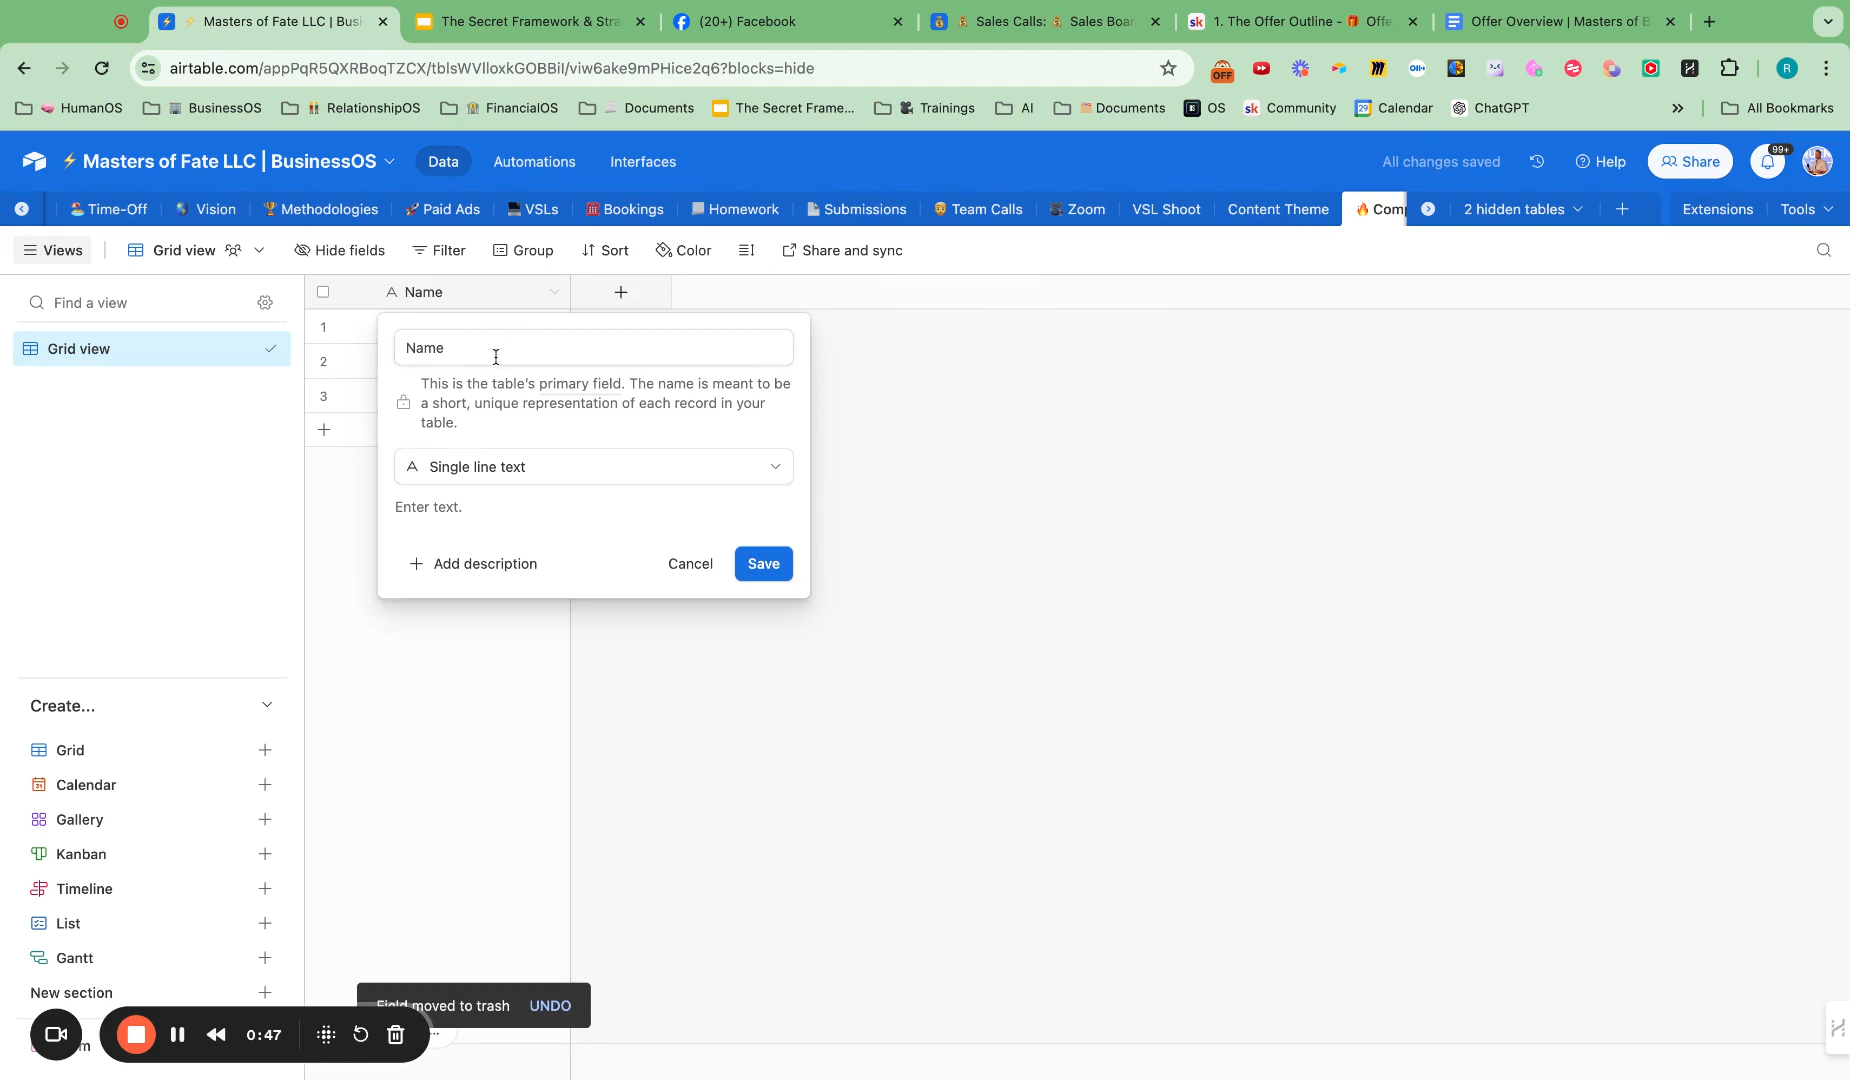 Masters of Fate LLC | Busi
The Secret Framework & Stra
(20+) Facebook
Sales Calls: 💰 Sales Boar
1. The Offer Outline - 🎁 Offe
Offer Overview | Masters of B
airtable.com/appPqR5QXRBoqTZCX/tblsWVlloxkGOBBil/viw6ake9mPHice2q6?blocks=hide
OFF
R
HumanOS
BusinessOS
RelationshipOS
FinancialOS
Documents
The Secret Frame...
Trainings
AI
Documents
OS
Community
Calendar
ChatGPT
All Bookmarks
⚡ Masters of Fate LLC | BusinessOS
Data
Automations
Interfaces
All changes saved
Help
Share
99+
Time-Off
Vision
Methodologies
Paid Ads
VSLs
Bookings
Homework
Submissions
Team Calls
Zoom
VSL Shoot
Content Theme
Comp
2 hidden tables
Extensions
Tools
Views
Grid view
Hide fields
Filter
Group
Sort
Color
Share and sync
Find a view
Grid view
Name
1
2
3
Name
This is the table's primary field. The name is meant to be
a short, unique representation of each record in your
table.
Single line text
Enter text.
Add description
Cancel
Save
Create...
Grid
Calendar
Gallery
Kanban
Timeline
List
Gantt
New section
Field moved to trash
UNDO
0:47